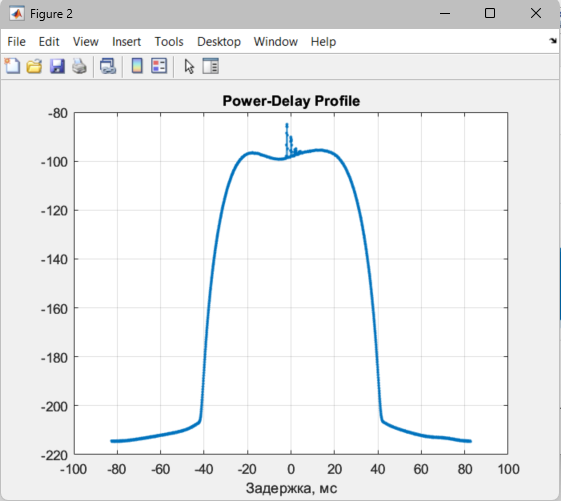 Figure 2
File Edit View Insert Tools Desktop Window Help
Power-Delay Profile
-80
-100
-120
-140
-160
-180
-200
-220
-100 -80 -60 -40 -20 0 20 40 60 80 100
Задержка, мс